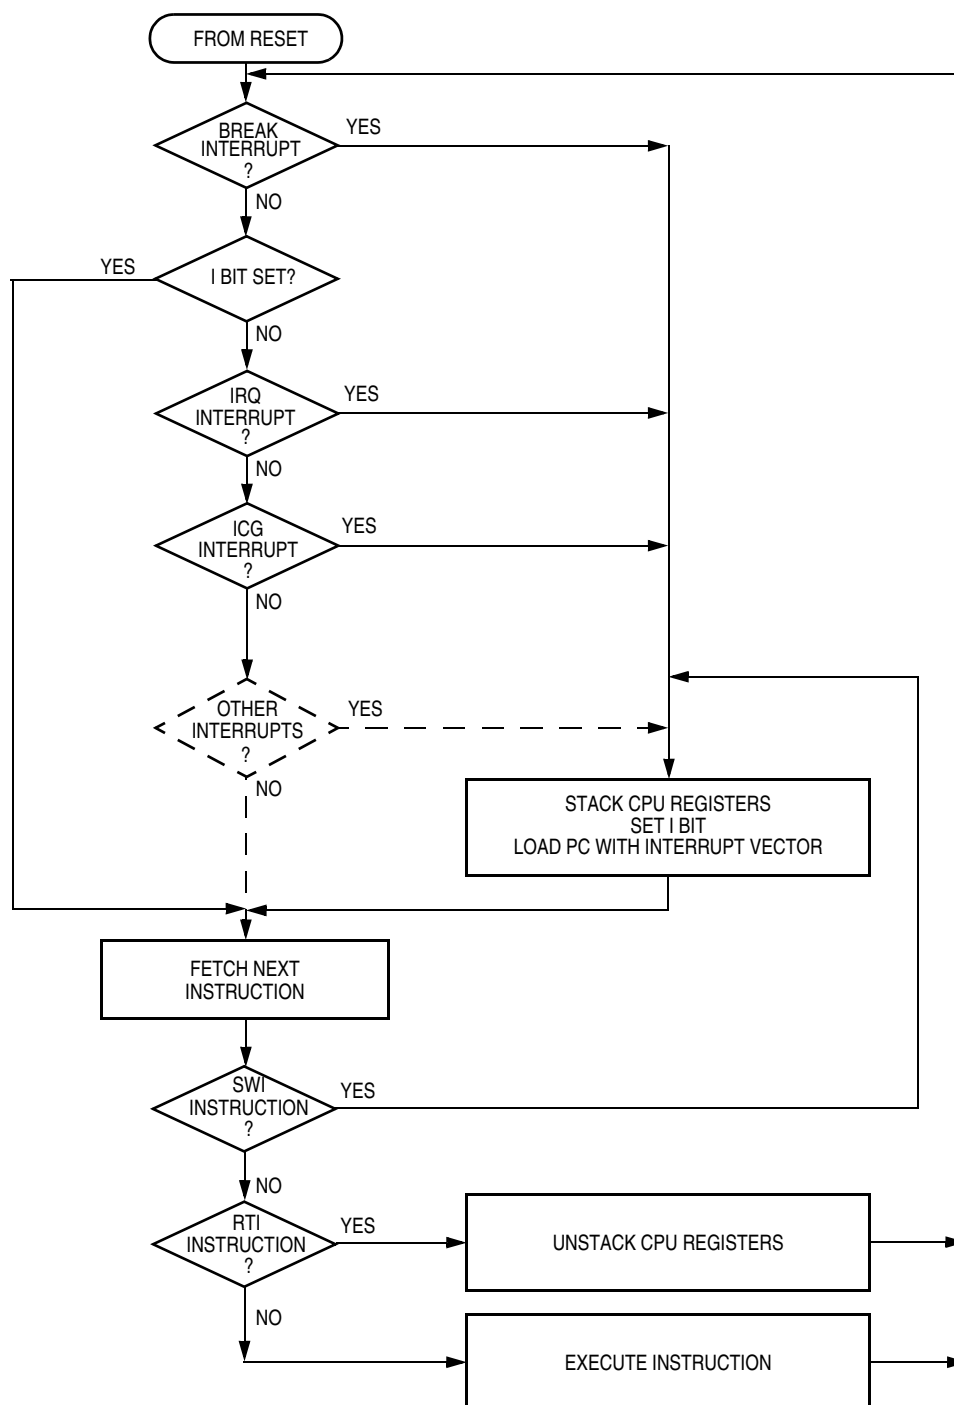 FROM RESET
BREAK
INTERRUPT
?
YES
NO
YES
I BIT SET?
NO
IRQ
INTERRUPT
?
YES
NO
ICG
INTERRUPT
?
YES
NO
OTHER
INTERRUPTS
?
YES
NO
STACK CPU REGISTERS
SET I BIT
LOAD PC WITH INTERRUPT VECTOR
FETCH NEXT
INSTRUCTION
SWI
INSTRUCTION
?
YES
NO
RTI
INSTRUCTION
?
YES
UNSTACK CPU REGISTERS
NO
EXECUTE INSTRUCTION